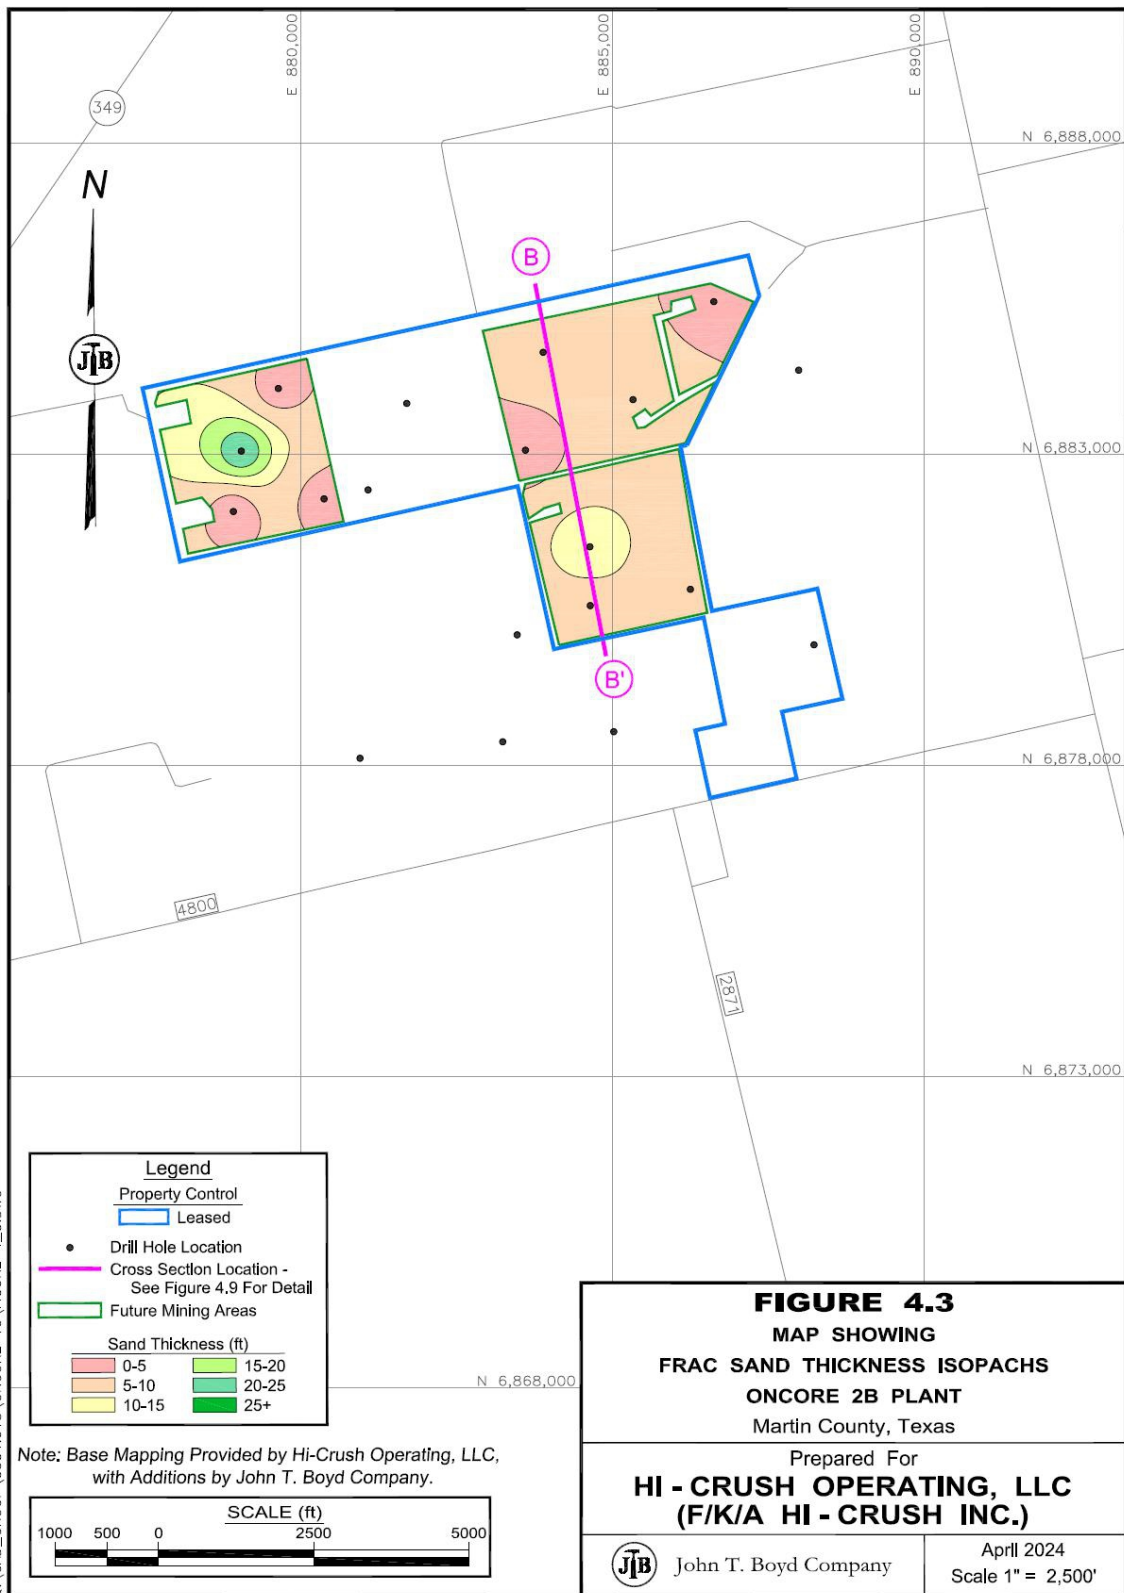 E 880,000
E 885,000
E 890,000
349
N 6,888,000
N
B
JTB
N 6,883,000
B'
N 6,878,000
4800
2871
N 6,873,000
Legend
Property Control
Leased
Drill Hole Location
Cross Section Location -
See Figure 4.9 For Detail
Future Mining Areas
Sand Thickness (ft)
0-5 15-20
5-10 20-25
10-15 25+
N 6,868,000
Note: Base Mapping Provided by Hi-Crush Operating, LLC,
with Additions by John T. Boyd Company.
SCALE (ft)
1000 500 0 2500 5000
FIGURE 4.3
MAP SHOWING
FRAC SAND THICKNESS ISOPACHS
ONCORE 2B PLANT
Martin County, Texas
Prepared For
HI - CRUSH OPERATING, LLC
(F/K/A HI - CRUSH INC.)
JTB John T. Boyd Company
April 2024
Scale 1" = 2,500'